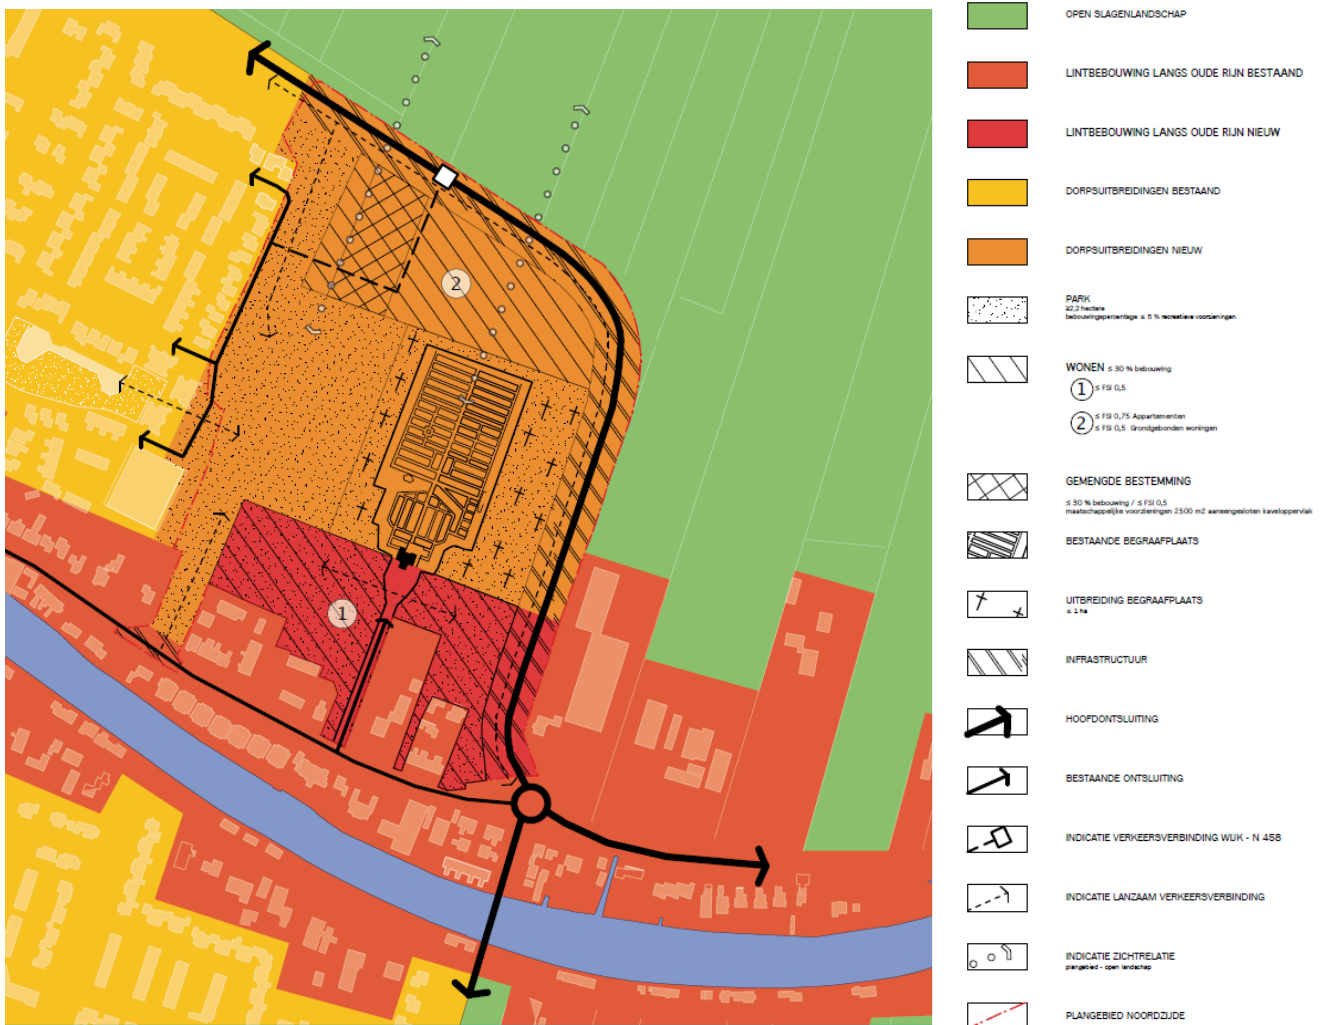 OPEN SLAGENLANDSCHAP
LINTBEBOUWING LANGS OUDE RIJN BESTAAND
LINTBEBOUWING LANGS OUDE RIJN NIEUW
DORPSUITBREIDINGEN BESTAAND
DORPSUITBREIDINGEN NIEUW
PARK
≥2,2 hectare
bebouwingspercentage ≤ 5 % recreatieve voorzieningen
WONEN ≤ 30 % bebouwing
1 ≤ FSI 0,5
2 ≤ FSI 0,75 Appartementen
≤ FSI 0,5 Grondgebonden woningen
GEMENGDE BESTEMMING
≤ 30 % bebouwing / ≤ FSI 0,5
maatschappelijke voorzieningen 2500 m2 aaneengesloten kaveloppervlak
BESTAANDE BEGRAAFPLAATS
UITBREIDING BEGRAAFPLAATS
≤ 1 ha
INFRASTRUCTUUR
HOOFDONTSLUITING
BESTAANDE ONTSLUITING
INDICATIE VERKEERSVERBINDING WIJK - N 458
INDICATIE LANZAAM VERKEERSVERBINDING
INDICATIE ZICHTRELATIE
plangebied - open landschap
PLANGEBIED NOORDZIJDE
2
1